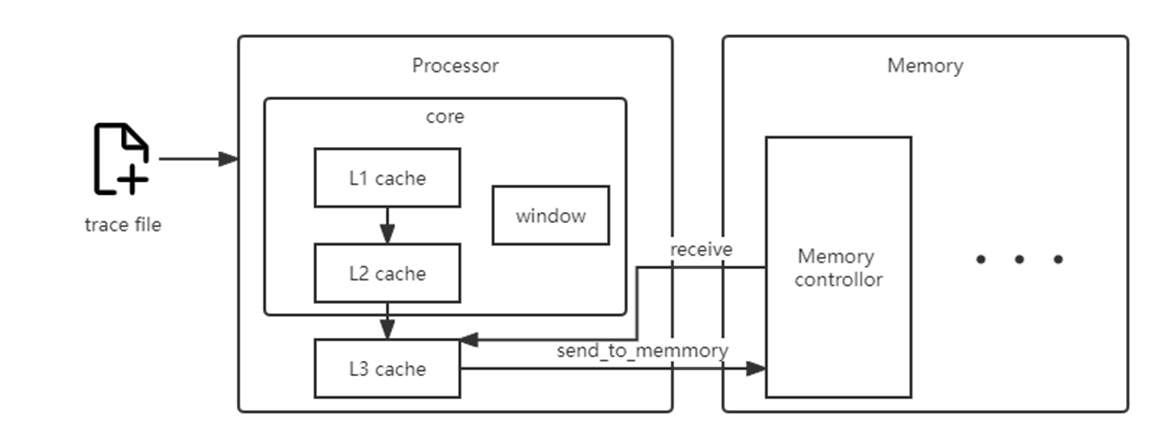 Processor
Memory
core
L1 cache
window
trace file
receive
L2 cache
Memory
controllor
send_to_memmory
L3 cache